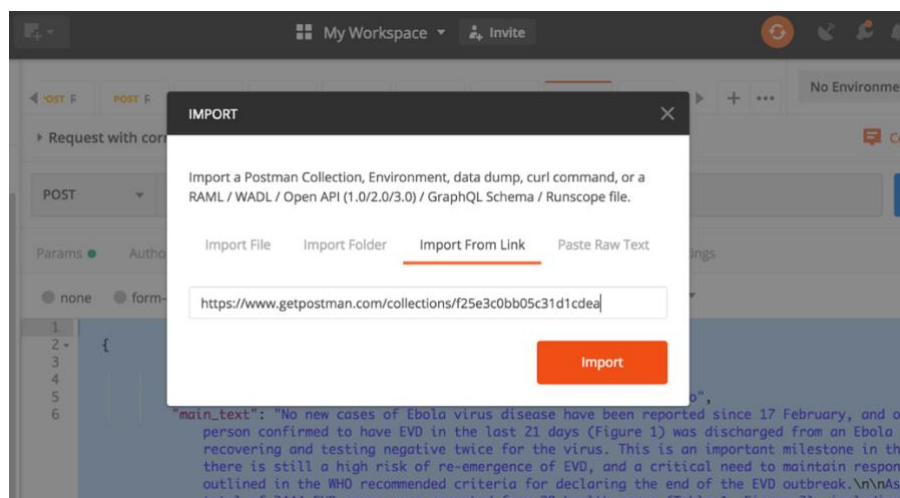 My Workspace Invite
No Environme
POST
POST
IMPORT
Request with
Import a Postman Collection, Environment, data dump, curl command, or a
RAML / WADL / Open API (1.0/2.0/3.0) / GraphQL Schema / Runscope file.
POST
Import File Import Folder Import From Link Paste Raw Text
Params
https://www.getpostman.com/collections/f25e3c0bb05c31d1cdea
none form-
1
2 {
3
Import
4
5 ",
6 "main_text": "No new cases of Ebola virus disease have been reported since 17 February, and o
person confirmed to have EVD in the last 21 days (Figure 1) was discharged from an Ebola
recovering and testing negative twice for the virus. This is an important milestone in th
there is still a high risk of re-emergence of EVD, and a critical need to maintain respon
outlined in the WHO recommended criteria for declaring the end of the EVD outbreak.\n\nAs